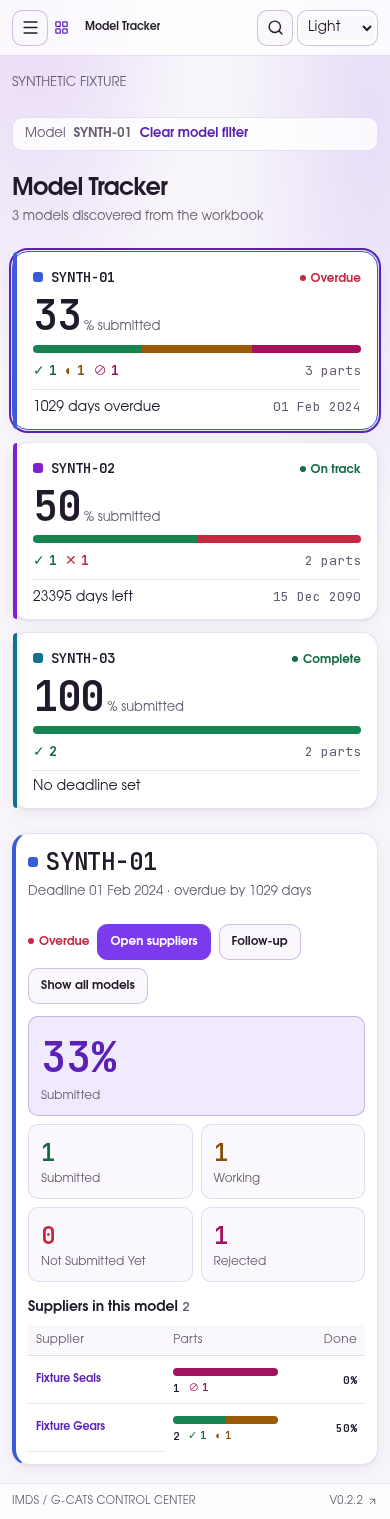 Model Tracker
Light
SYNTHETIC FIXTURE
Model SYNTH-01 Clear model filter
Model Tracker
3 models discovered from the workbook
SYNTH-01 Overdue
33 % submitted
✓ 1 1 ⊘ 1 3 parts
1029 days overdue 01 Feb 2024
SYNTH-02 On track
50 % submitted
✓ 1 ✕ 1 2 parts
23395 days left 15 Dec 2090
SYNTH-03 Complete
100 % submitted
✓ 2 2 parts
No deadline set
SYNTH-01
Deadline 01 Feb 2024 · overdue by 1029 days
Overdue Open suppliers Follow-up
Show all models
33%
Submitted
1 1
Submitted Working
0 1
Not Submitted Yet Rejected
Suppliers in this model 2
Supplier Parts Done
Fixture Seals 0%
1 ⊘ 1
Fixture Gears 50%
2 ✓ 1 1
IMDS / G-CATS CONTROL CENTER V0.2.2 ↗